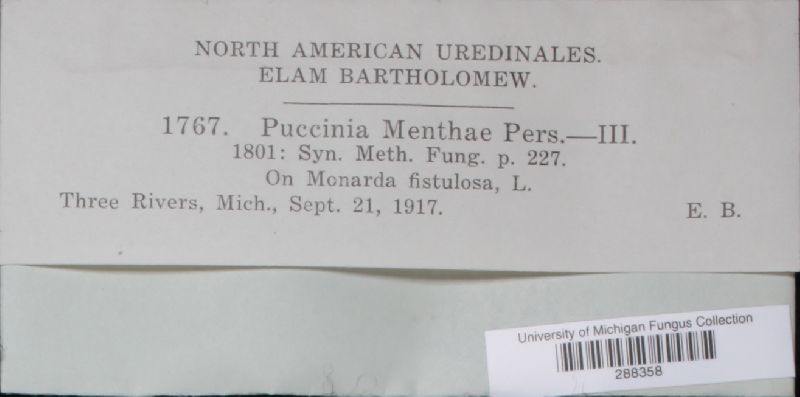 NORTH AMERICAN UREDINALES.
ELAM BARTHOLOMEW.
1767. Puccinia Menthae Pers.—III.
1801: Syn. Meth. Fung. p. 227.
On Monarda fistulosa, L.
Three Rivers, Mich., Sept. 21, 1917. E. B.
University of Michigan Fungus Collection
288358